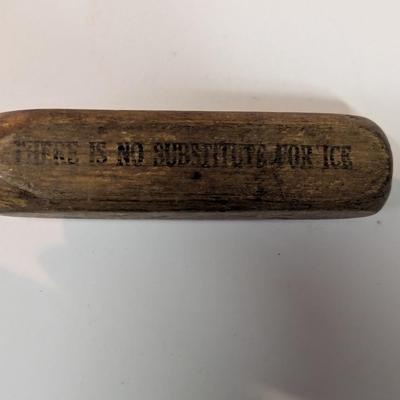 THERE IS NO SUBSTITUTE FOR ICE